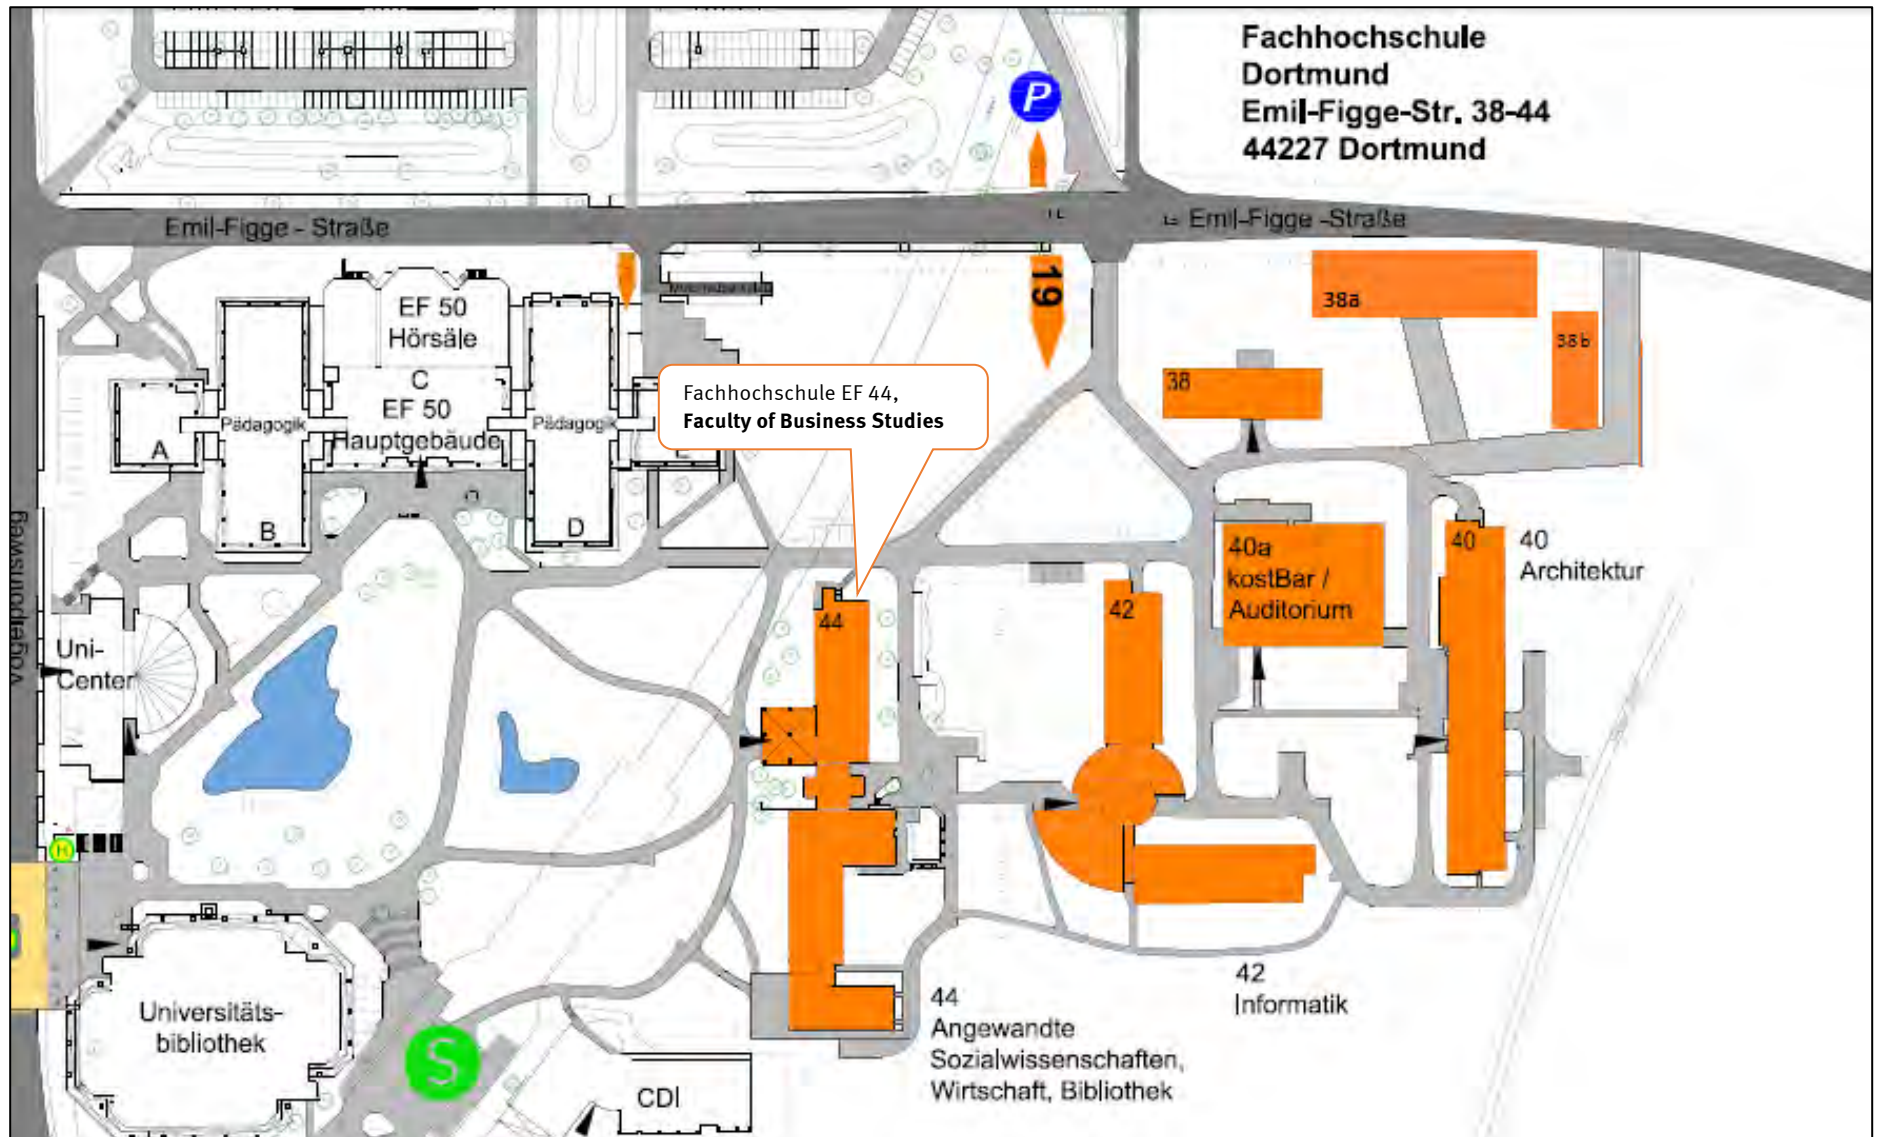 Fachhochschule
Dortmund
Emil-Figge-Str. 38-44
44227 Dortmund
P
Emil-Figge - Straße
Emil-Figge -Straße
19
EF 50
Hörsäle
C
EF 50
Hauptgebäude
Pädagogik
Pädagogik
A
B
D
Fachhochschule EF 44,
Faculty of Business Studies
38a
38b
38
40a
kostBar /
Auditorium
40
40
Architektur
42
44
Uni-
Center
Vogelpothsweg
H
Universitäts-
bibliothek
S
CDI
44
Angewandte
Sozialwissenschaften,
Wirtschaft, Bibliothek
42
Informatik